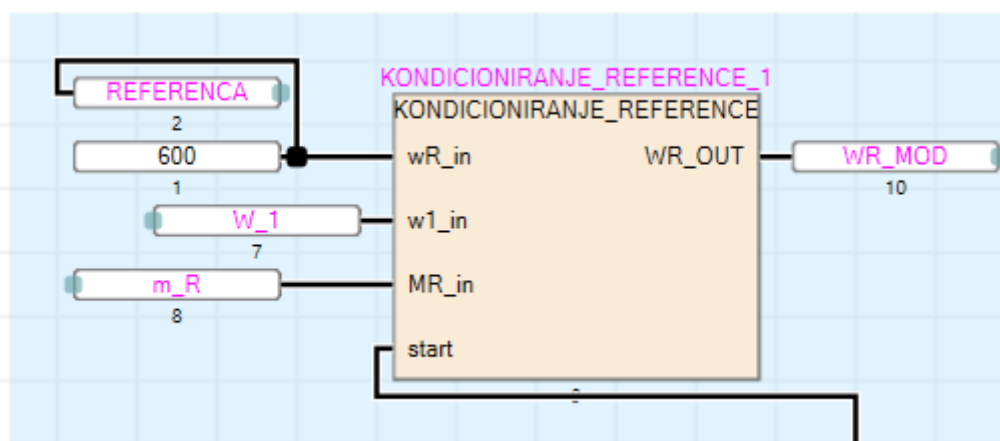 KONDICIONIRANJE_REFERENCE_1
REFERENCA
2
KONDICIONIRANJE_REFERENCE
600
1
wR_in
WR_OUT
WR_MOD
10
W_1
7
w1_in
m_R
8
MR_in
start